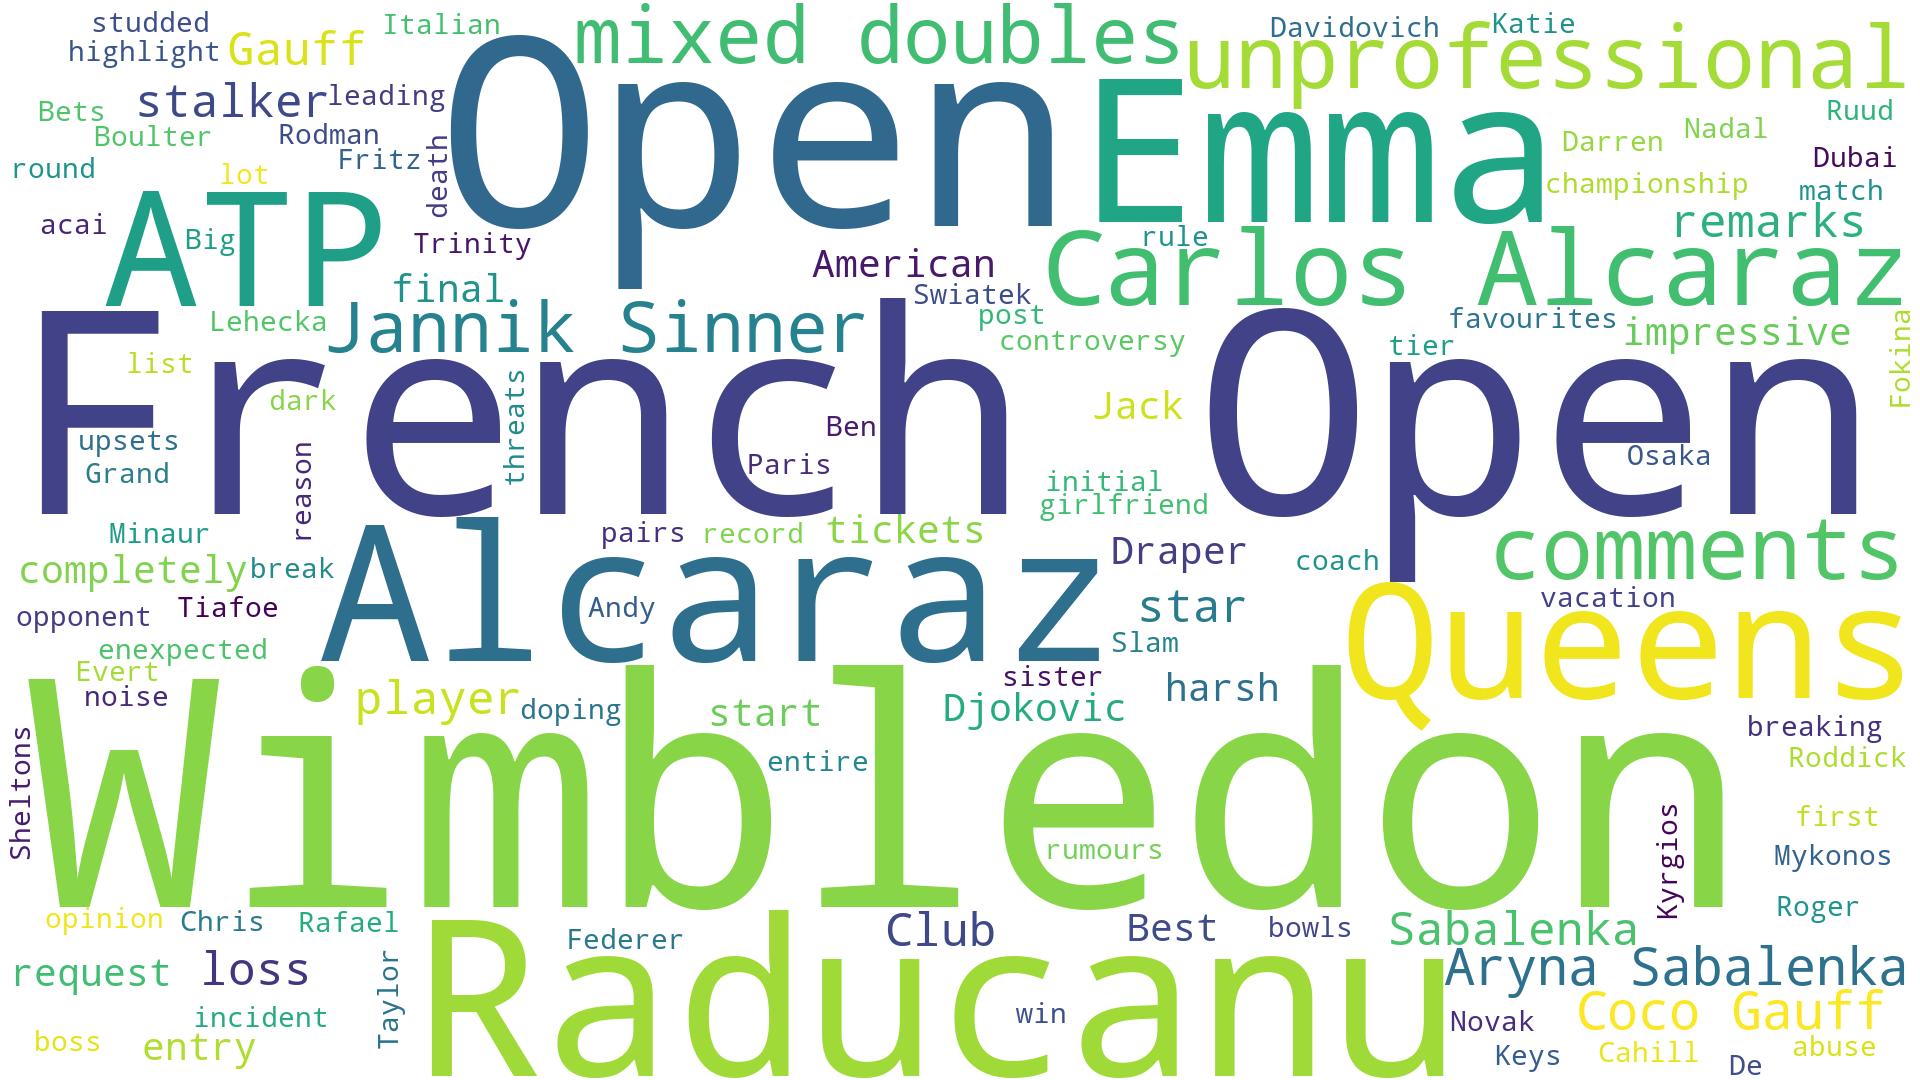 studded
Italian
mixed doubles
Davidovich
Katie
highlight
Gauff
Open
unprofessional
Bets
stalker
leading
Emma
Ruud
Boulter
Rodman
Darren
Nadal
round
lot
Fritz
death
Dubai
championship
match
acai
ATP
Big
Trinity
rule
remarks
American
Carlos Alcaraz
final
Swiatek
Lehecka
Jannik Sinner
post
controversy
favourites
impressive
tier
Fokina
list
French Open
dark
threats
Jack
upsets
Ben
Grand
reason
Paris
Osaka
initial
girlfriend
Minaur
pairs
record
tickets
Draper
coach
comments
completely
break
Alcaraz
opponent
Tiafoe
Andy
star
vacation
Queens
enexpected
Slam
Evert
noise
player
doping
start
sister
Djokovic
harsh
Wimbledon
breaking
Sheltons
entire
Roddick
rumours
Kyrgios
first
Mykonos
opinion
Chris
Rafael
Federer
Club
Best
bowls
Sabalenka
Roger
request
loss
Taylor
Raducanu
Aryna Sabalenka
incident
win
Novak
Coco Gauff
boss
entry
Keys
Cahill
De
abuse